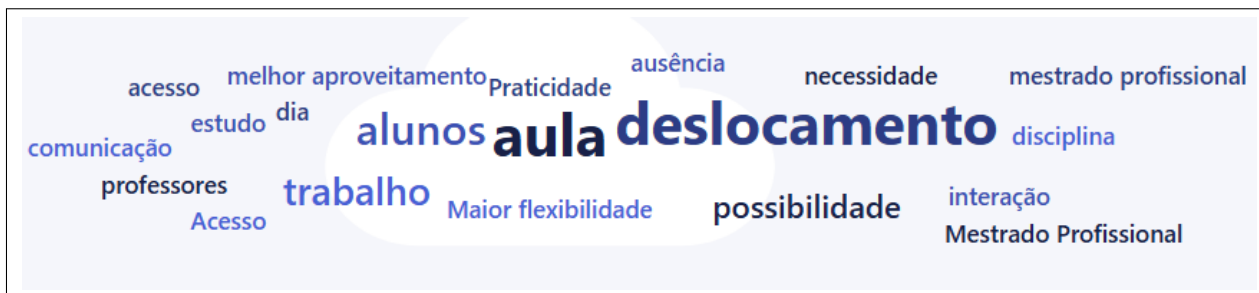 ausência
acesso melhor aproveitamento Praticidade necessidade mestrado profissional
estudo dia alunos aula deslocamento disciplina
comunicação
professores trabalho Maior flexibilidade possibilidade interação
Acesso Mestrado Profissional